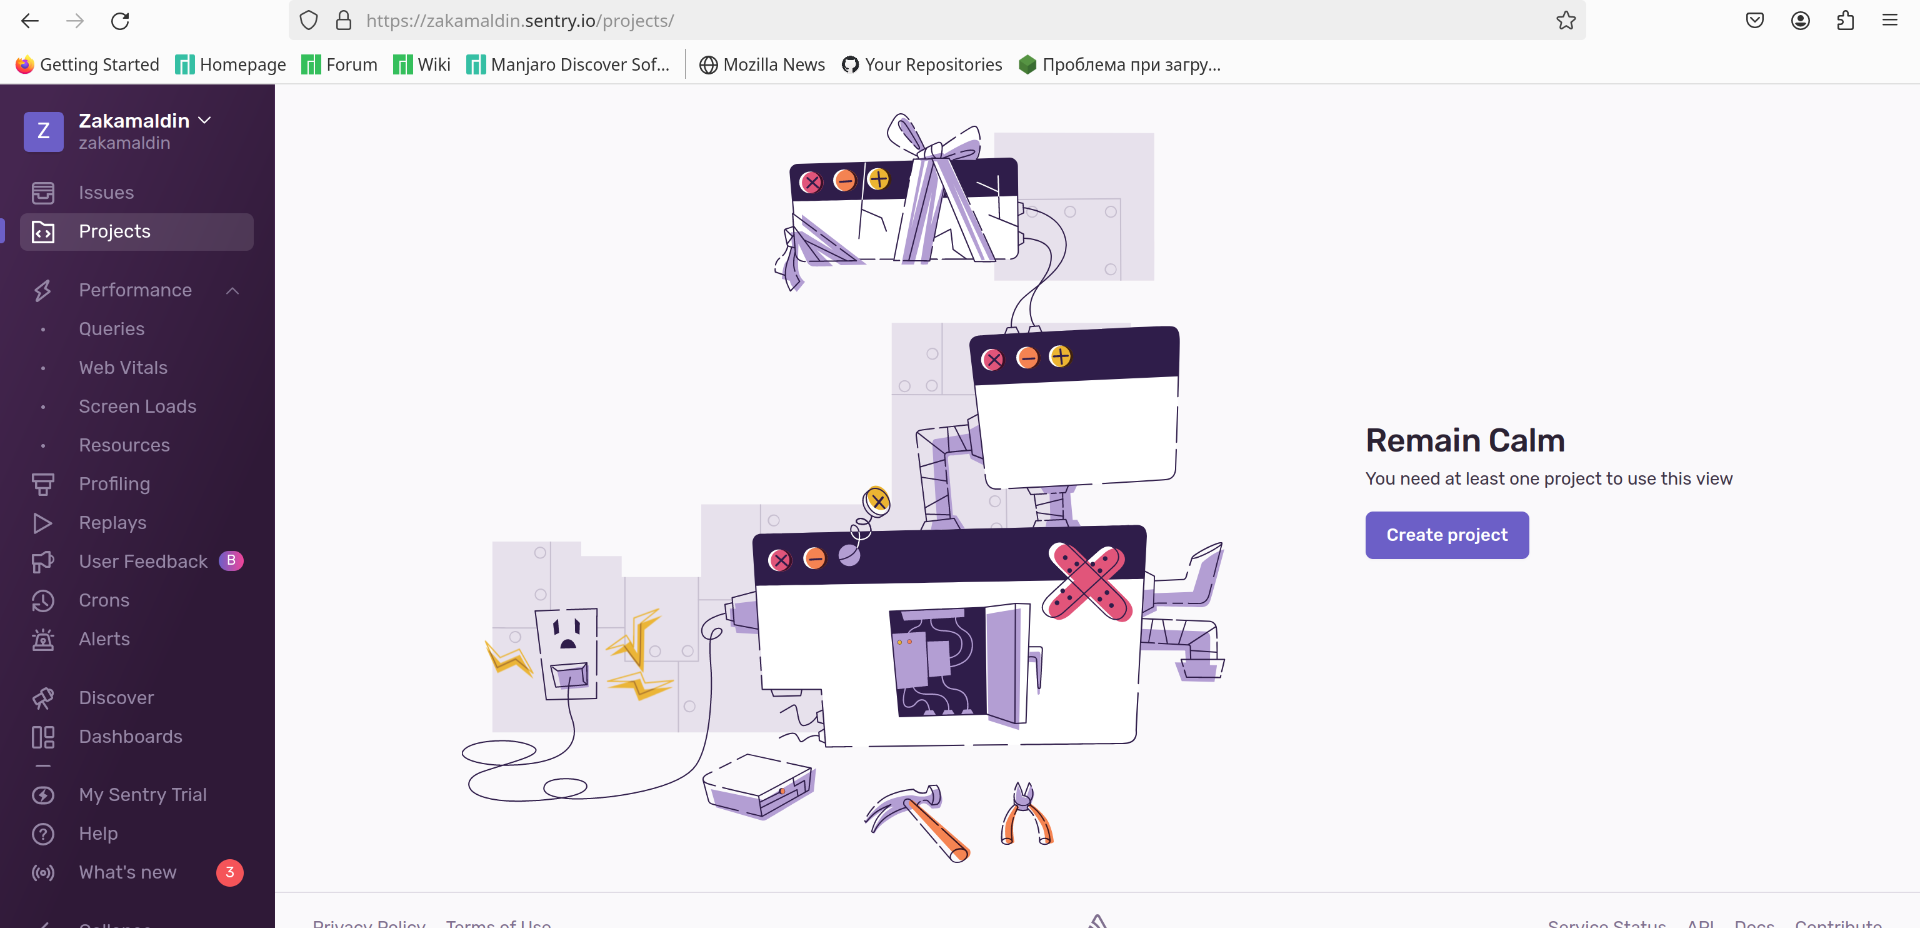 https://zakamaldin.sentry.io/projects/
Getting Started
Homepage
Forum
Wiki
Manjaro Discover Sof...
Mozilla News
Your Repositories
Проблема при загру...
Z
Zakamaldin
zakamaldin
Issues
Projects
Performance
Queries
Web Vitals
Screen Loads
Resources
Profiling
Replays
User Feedback B
Crons
Alerts
Discover
Dashboards
My Sentry Trial
Help
What's new 3
Collapse
Remain Calm
You need at least one project to use this view
Create project
Privacy Policy Terms of Use
Service Status API Docs Contribute